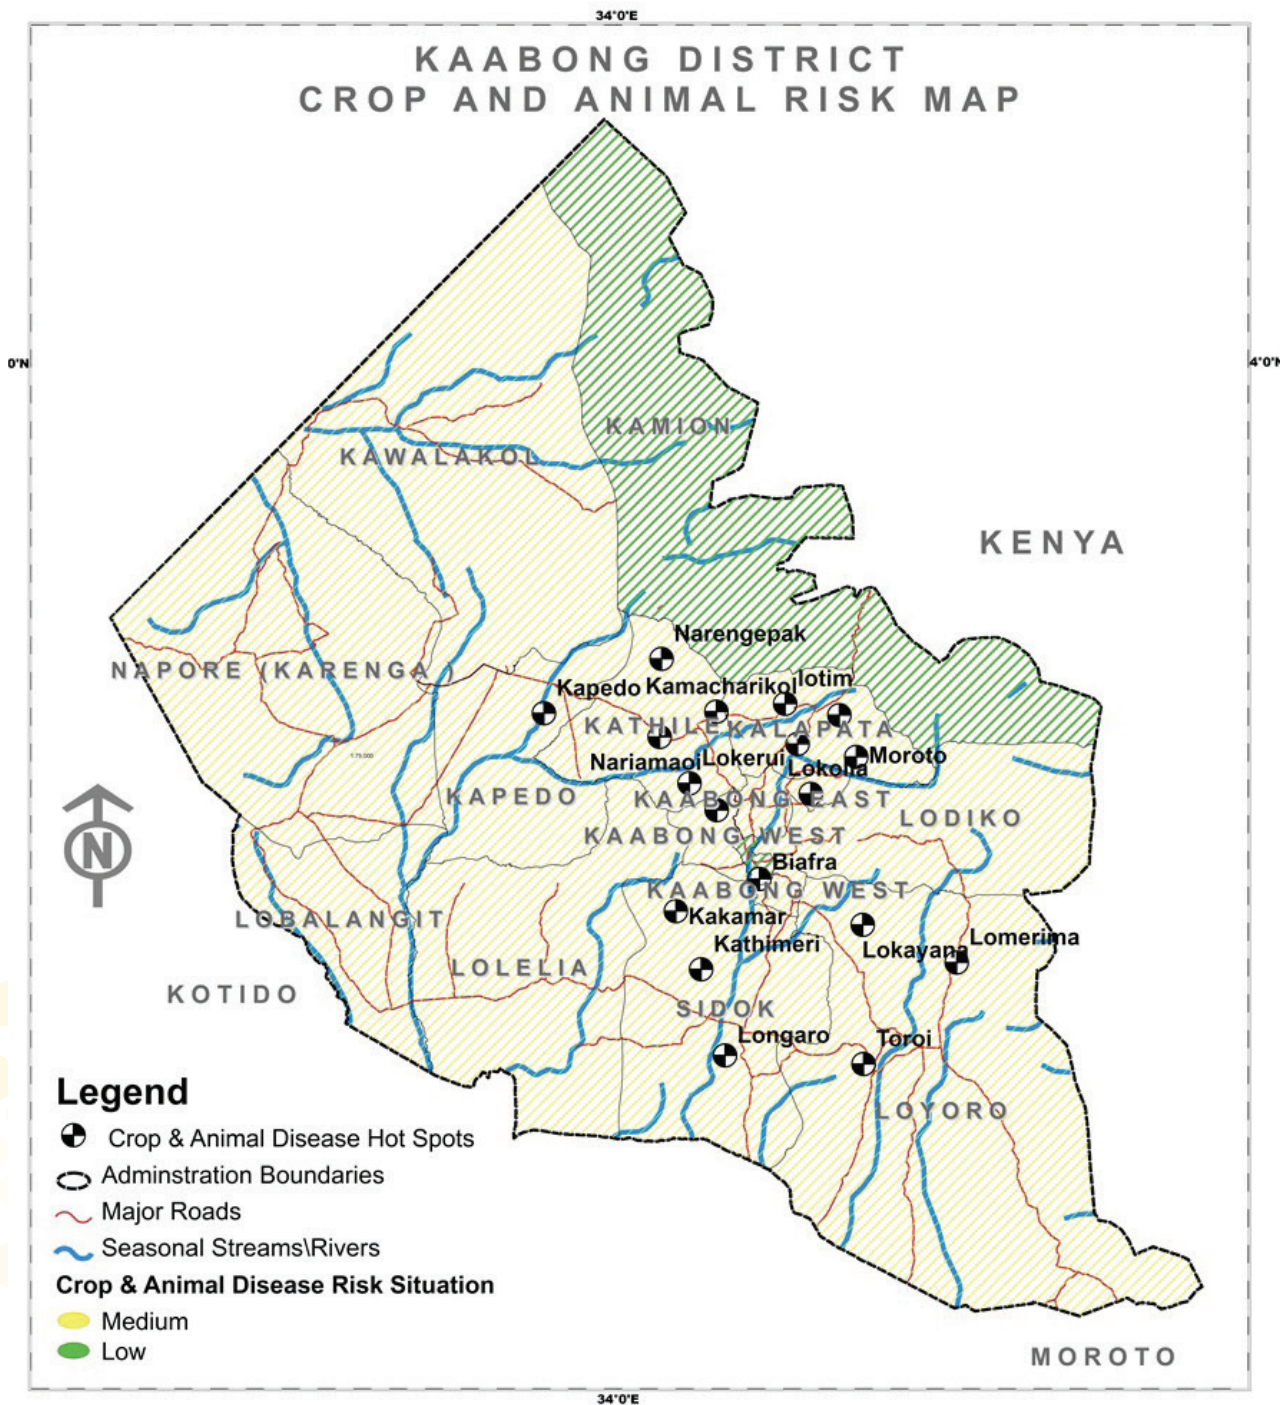 34°0'E
KAABONG DISTRICT
CROP AND ANIMAL RISK MAP
0'N
4°0'N
KAMION
KAWALAKOL
KENYA
Narengepak
NAPORE (KARENGA )
Kapedo
Kamacharikol
Iotim
KATHILE
KALAPATA
1:75,000
Nariamaoi
Lokerui
Moroto
Lokolia
KAPEDO
KAABONG EAST
LODIKO
KAABONG WEST
Biafra
KAABONG WEST
Kakamar
LOBALANGIT
Kathimeri
Lokayana
Lomerima
LOLELIA
KOTIDO
SIDOK
Longaro
Toroi
LOYORO
Legend
Crop & Animal Disease Hot Spots
Adminstration Boundaries
Major Roads
Seasonal Streams\Rivers
Crop & Animal Disease Risk Situation
Medium
Low
N
MOROTO
34°0'E